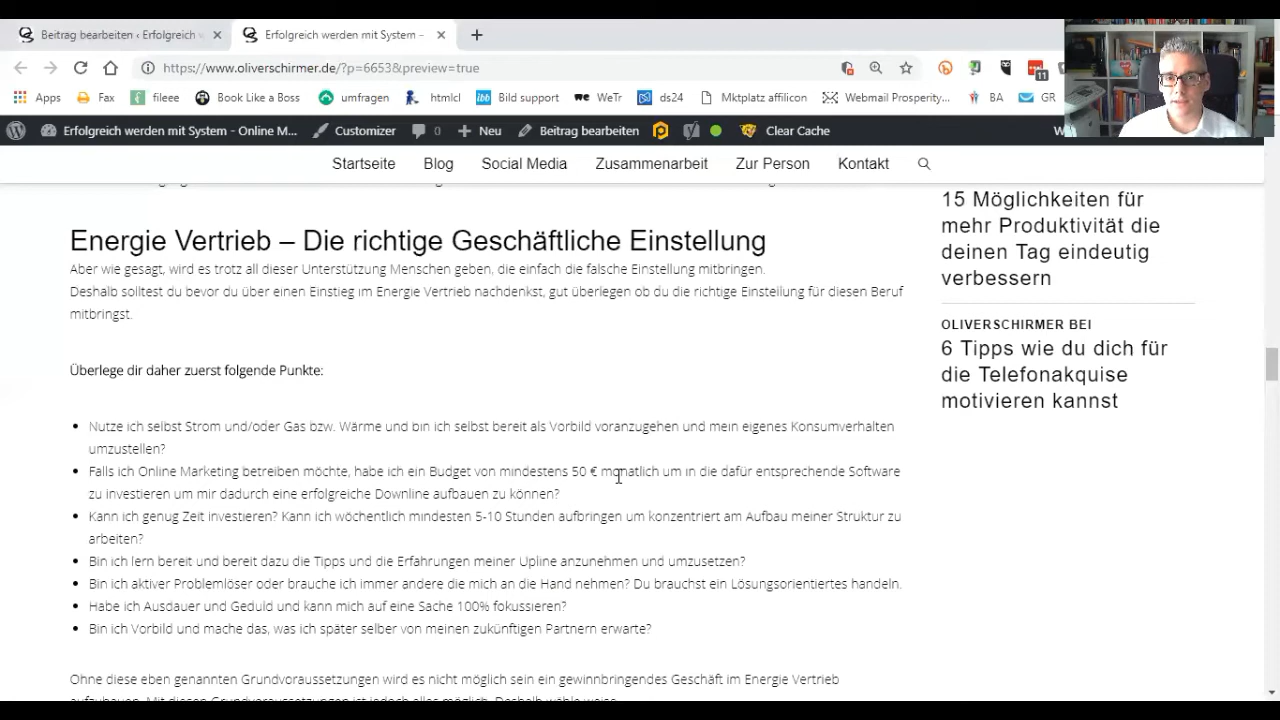 Beitrag bearbeiten ‹ Erfolgreich
Erfolgreich werden mit System –
https://www.oliverschirmer.de/?p=6653&preview=true
11
Apps
Fax
fileee
Book Like a Boss
umfragen
htmlcl
Bild support
WeTr
ds24
Mktplatz affilicon
Webmail Prosperity...
BA
GR
Erfolgreich werden mit System - Online M...
Customizer
0
Neu
Beitrag bearbeiten
Clear Cache
Startseite
Blog
Social Media
Zusammenarbeit
Zur Person
Kontakt
Energie Vertrieb – Die richtige Geschäftliche Einstellung
Aber wie gesagt, wird es trotz all dieser Unterstützung Menschen geben, die einfach die falsche Einstellung mitbringen.
Deshalb solltest du bevor du über einen Einstieg im Energie Vertrieb nachdenkst, gut überlegen ob du die richtige Einstellung für diesen Beruf
mitbringst.
Überlege dir daher zuerst folgende Punkte:
Nutze ich selbst Strom und/oder Gas bzw. Wärme und bin ich selbst bereit als Vorbild voranzugehen und mein eigenes Konsumverhalten
umzustellen?
Falls ich Online Marketing betreiben möchte, habe ich ein Budget von mindestens 50 € monatlich um in die dafür entsprechende Software
zu investieren um mir dadurch eine erfolgreiche Downline aufbauen zu können?
Kann ich genug Zeit investieren? Kann ich wöchentlich mindesten 5-10 Stunden aufbringen um konzentriert am Aufbau meiner Struktur zu
arbeiten?
Bin ich lern bereit und bereit dazu die Tipps und die Erfahrungen meiner Upline anzunehmen und umzusetzen?
Bin ich aktiver Problemlöser oder brauche ich immer andere die mich an die Hand nehmen? Du brauchst ein Lösungsorientiertes handeln.
Habe ich Ausdauer und Geduld und kann mich auf eine Sache 100% fokussieren?
Bin ich Vorbild und mache das, was ich später selber von meinen zukünftigen Partnern erwarte?
Ohne diese eben genannten Grundvoraussetzungen wird es nicht möglich sein ein gewinnbringendes Geschäft im Energie Vertrieb
15 Möglichkeiten für
mehr Produktivität die
deinen Tag eindeutig
verbessern
OLIVERSCHIRMER BEI
6 Tipps wie du dich für
die Telefonakquise
motivieren kannst